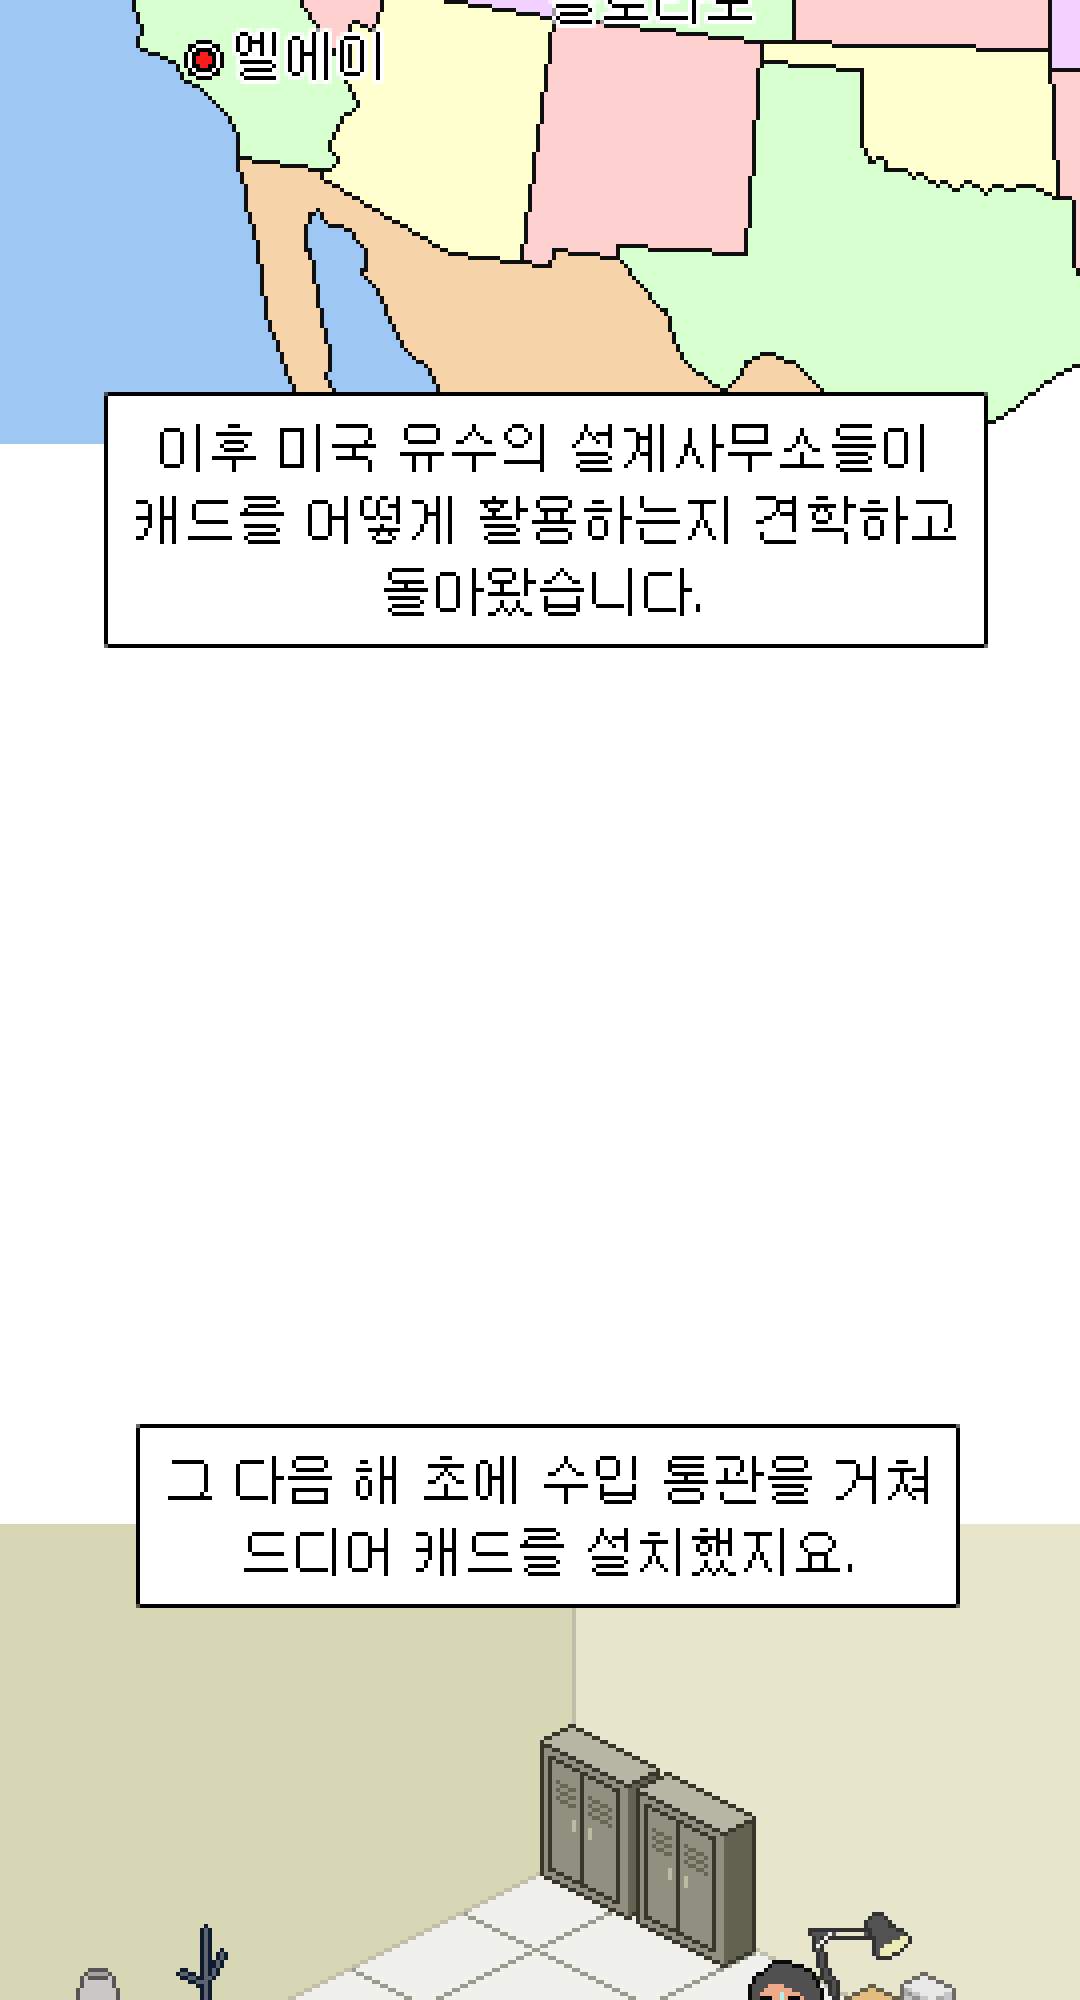 엘에이
이후 미국 유수의 설계사무소들이
캐드를 어떻게 활용하는지 견학하고
돌아왔습니다.
그 다음 해 초에 수입 통관을 거쳐
드디어 캐드를 설치했지요.